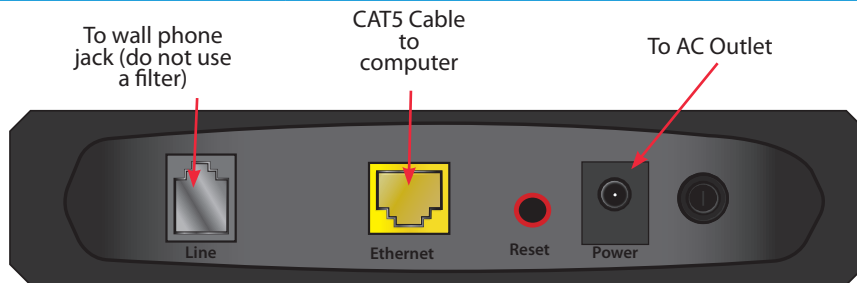 To wall phone
jack (do not use
a filter)
CAT5 Cable
to
computer
To AC Outlet
Line
Ethernet
Reset
Power